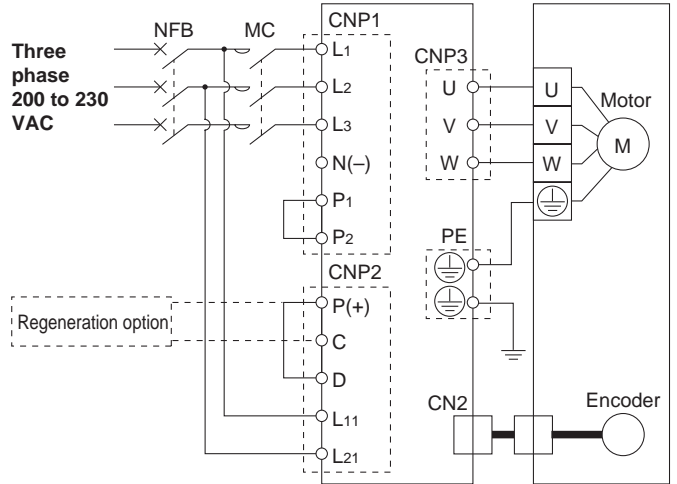 NFB
MC
Three
phase
200 to 230
VAC
CNP1
L1
L2
L3
N(–)
P1
P2
CNP2
P(+)
C
D
L11
L21
Regeneration option
CNP3
U
V
W
PE
CN2
U
V
W
Motor
M
Encoder